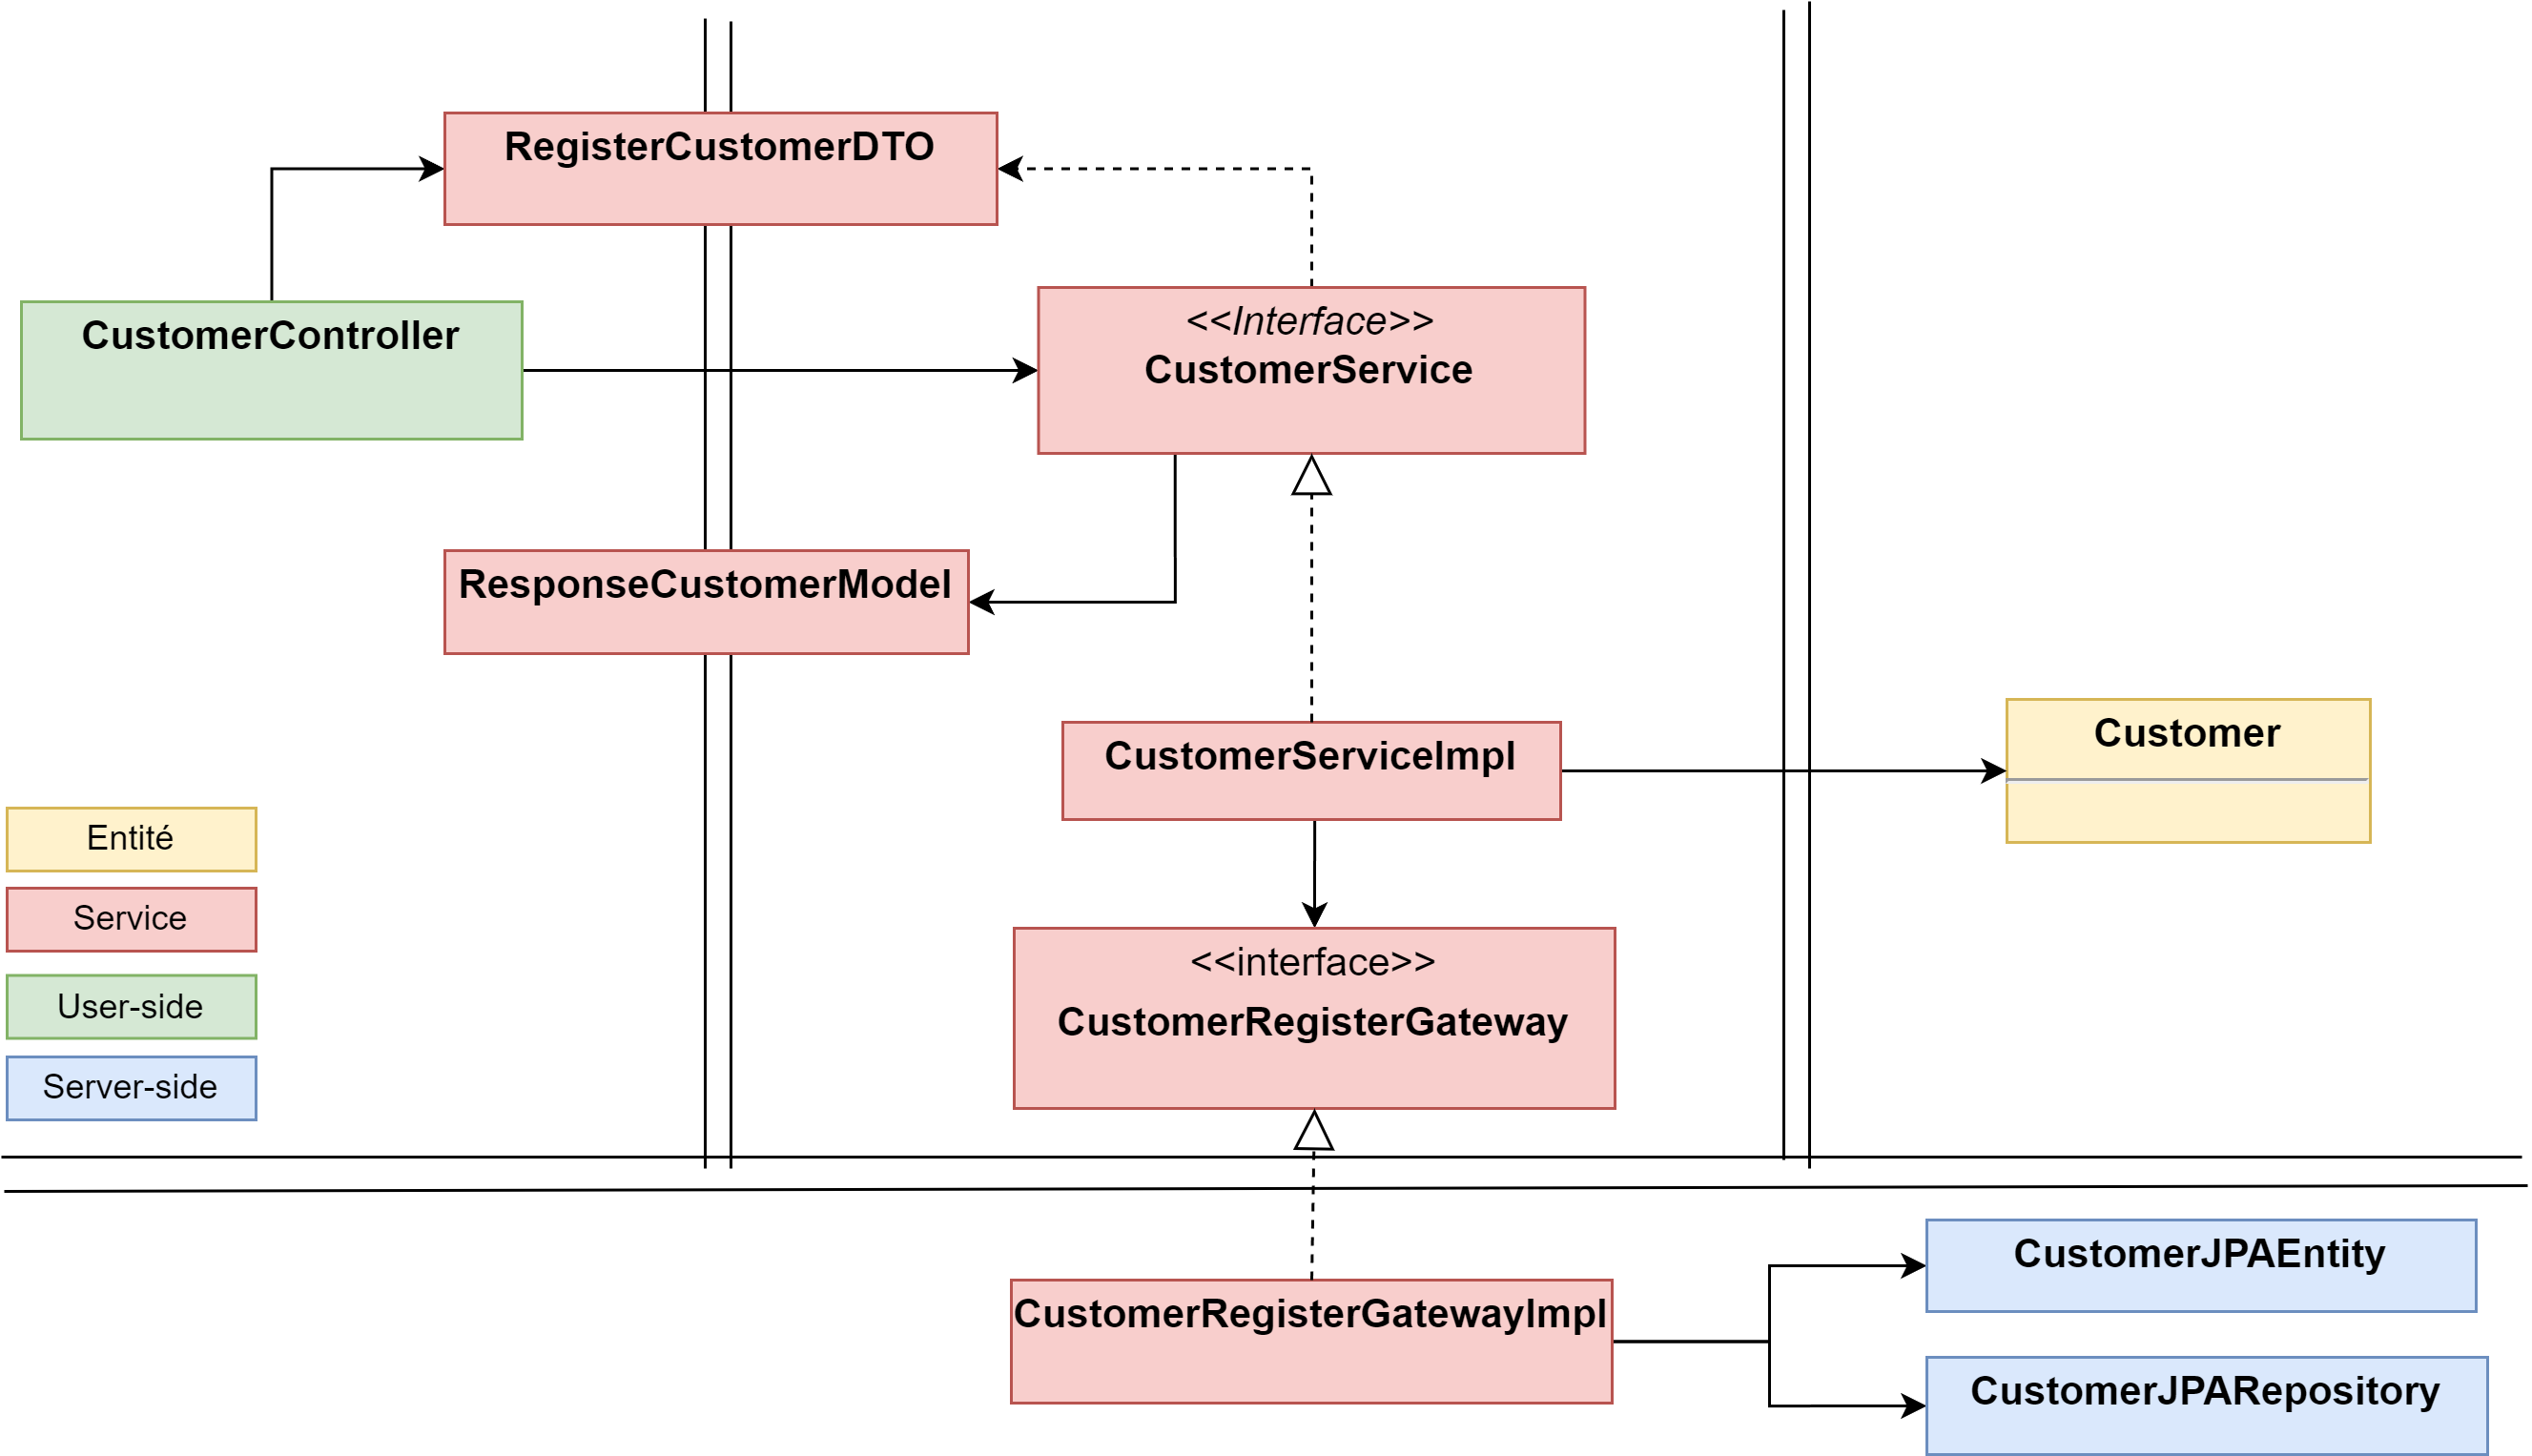 RegisterCustomerDTO
CustomerController
<<Interface>>
CustomerService
ResponseCustomerModel
CustomerServiceImpl
Customer
Entité
Service
User-side
Server-side
<<interface>>
CustomerRegisterGateway
CustomerRegisterGatewayImpl
CustomerJPAEntity
CustomerJPARepository